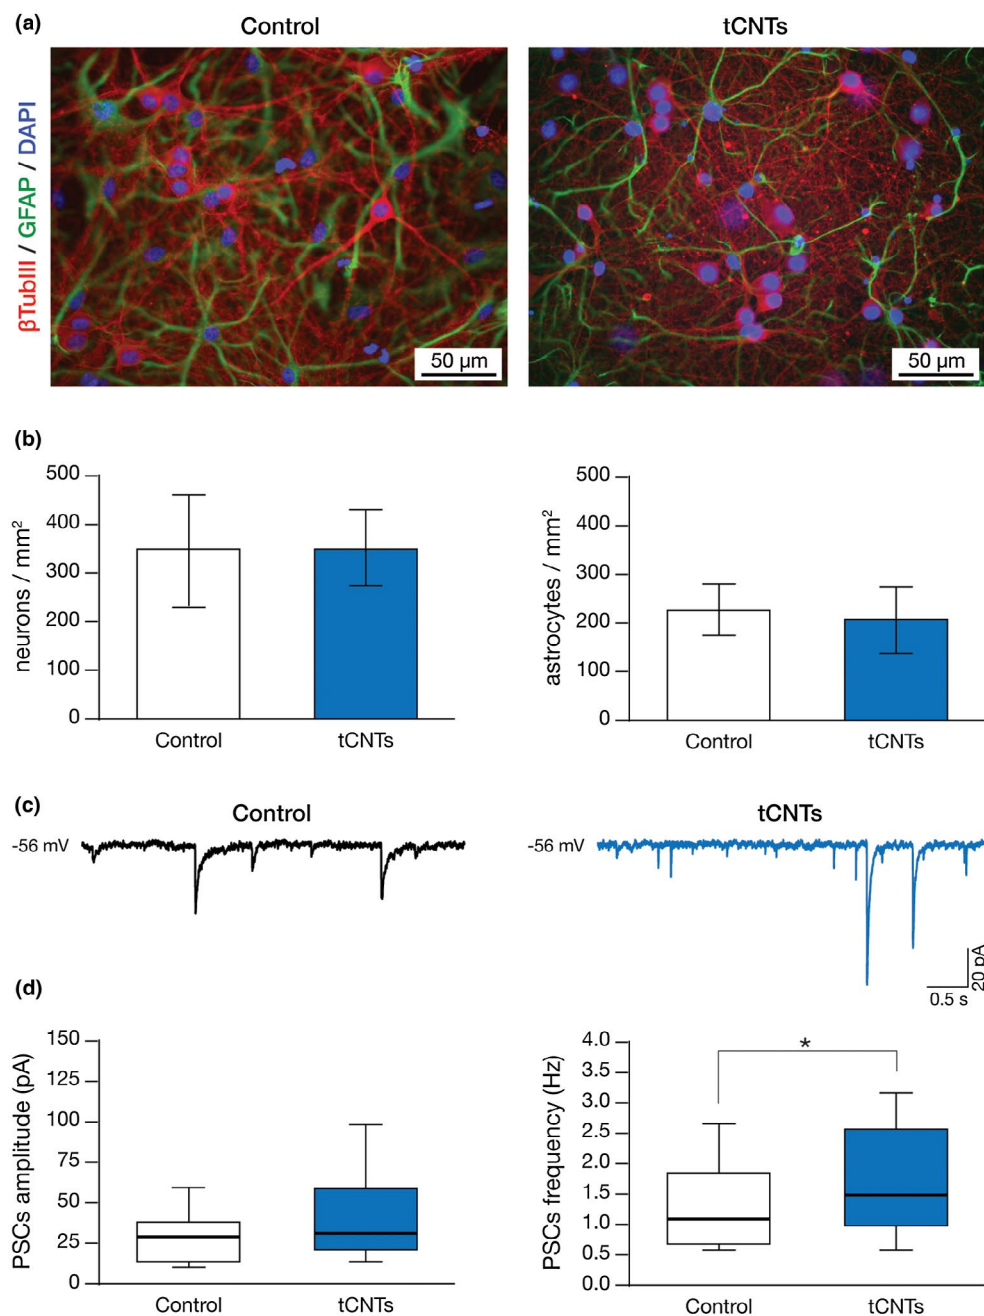 (a)
Control
tCNTs
βTubIII / GFAP / DAPI
50 µm
50 µm
(b)
neurons / mm²
500
400
300
200
100
0
Control
tCNTs
astrocytes / mm²
500
400
300
200
100
0
Control
tCNTs
(c)
Control
tCNTs
-56 mV
-56 mV
20 pA
0.5 s
(d)
PSCs amplitude (pA)
150
125
100
75
50
25
0
Control
tCNTs
PSCs frequency (Hz)
4.0
3.5
3.0
2.5
2.0
1.5
1.0
0.5
0.0
*
Control
tCNTs